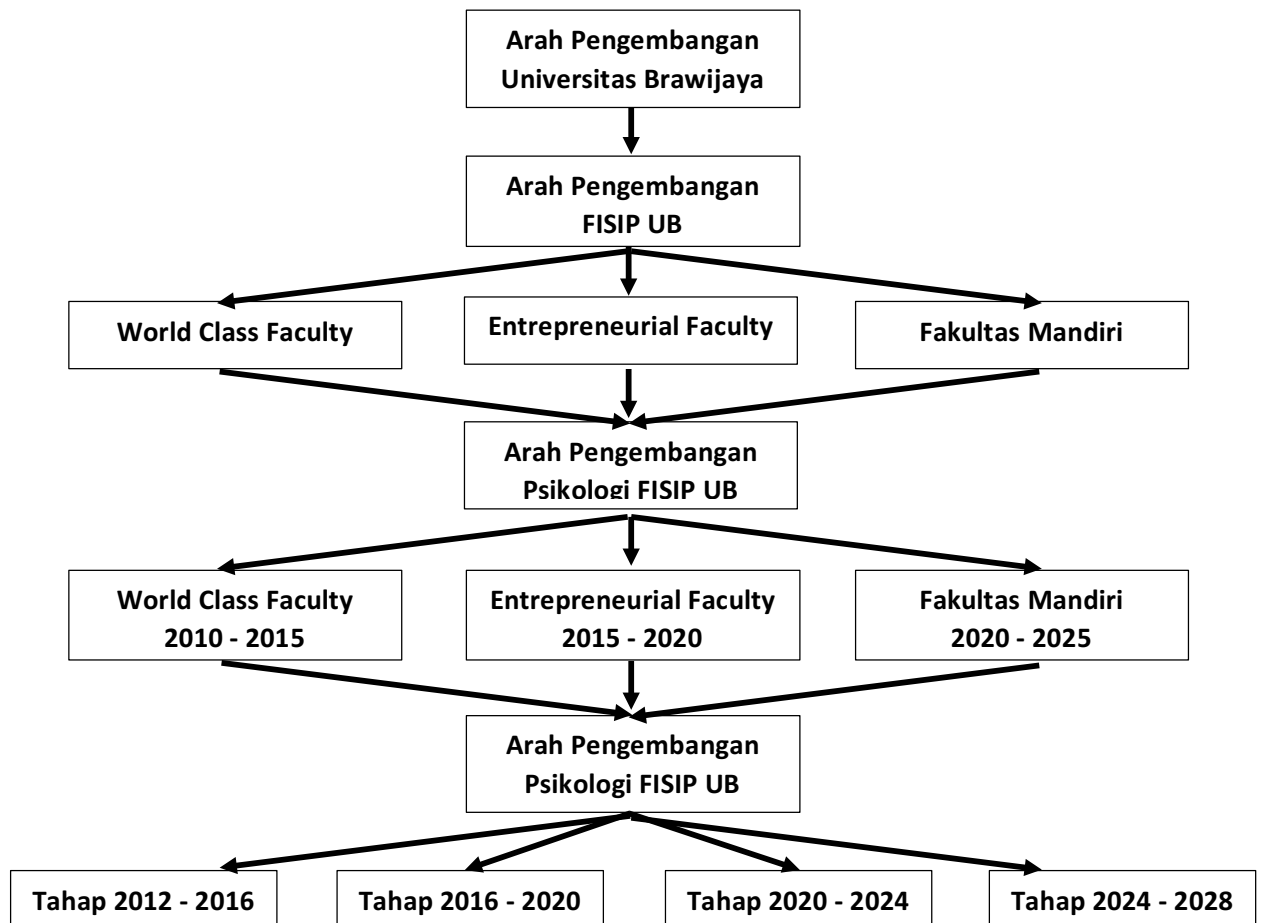 Arah Pengembangan
Universitas Brawijaya
Arah Pengembangan
FISIP UB
World Class Faculty
Entrepreneurial Faculty
Fakultas Mandiri
Arah Pengembangan
Psikologi FISIP UB
World Class Faculty
2010 - 2015
Entrepreneurial Faculty
2015 - 2020
Fakultas Mandiri
2020 - 2025
Arah Pengembangan
Psikologi FISIP UB
Tahap 2012 - 2016
Tahap 2016 - 2020
Tahap 2020 - 2024
Tahap 2024 - 2028